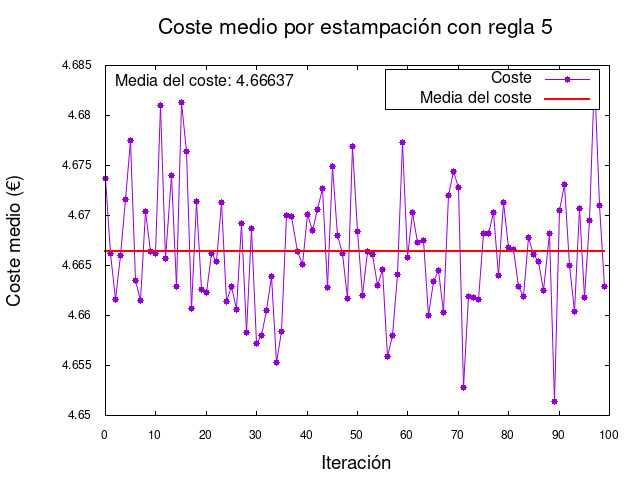 Coste medio por estampación con regla 5
Coste medio (€)
4.685
4.68
4.675
4.67
4.665
4.66
4.655
4.65
Media del coste: 4.66637
Coste
Media del coste
0 10 20 30 40 50 60 70 80 90 100
Iteración